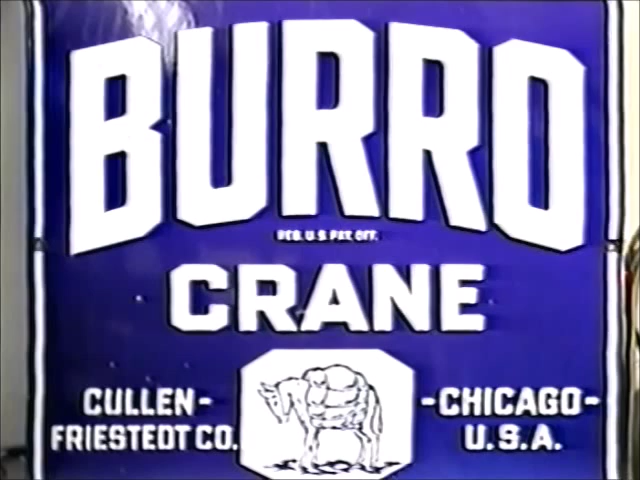 BURRO
REG. U.S. PAT. OFF.
CRANE
CULLEN-
FRIESTEDT CO.
-CHICAGO-
U.S.A.